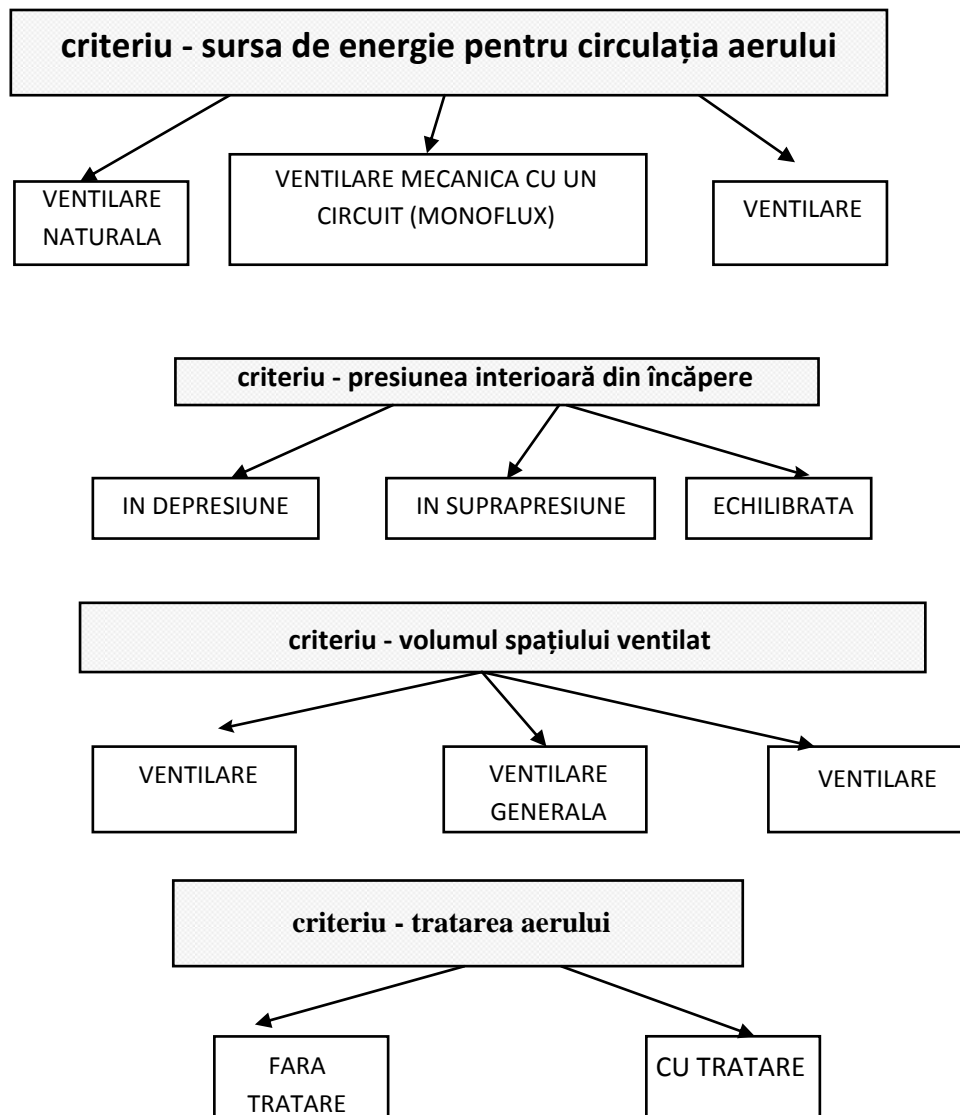 criteriu - sursa de energie pentru circulația aerului
VENTILARE
NATURALA
VENTILARE MECANICA CU UN
CIRCUIT (MONOFLUX)
VENTILARE
criteriu - presiunea interioară din încăpere
IN DEPRESIUNE
IN SUPRAPRESIUNE
ECHILIBRATA
criteriu - volumul spațiului ventilat
VENTILARE
VENTILARE
GENERALA
VENTILARE
criteriu - tratarea aerului
FARA
TRATARE
CU TRATARE